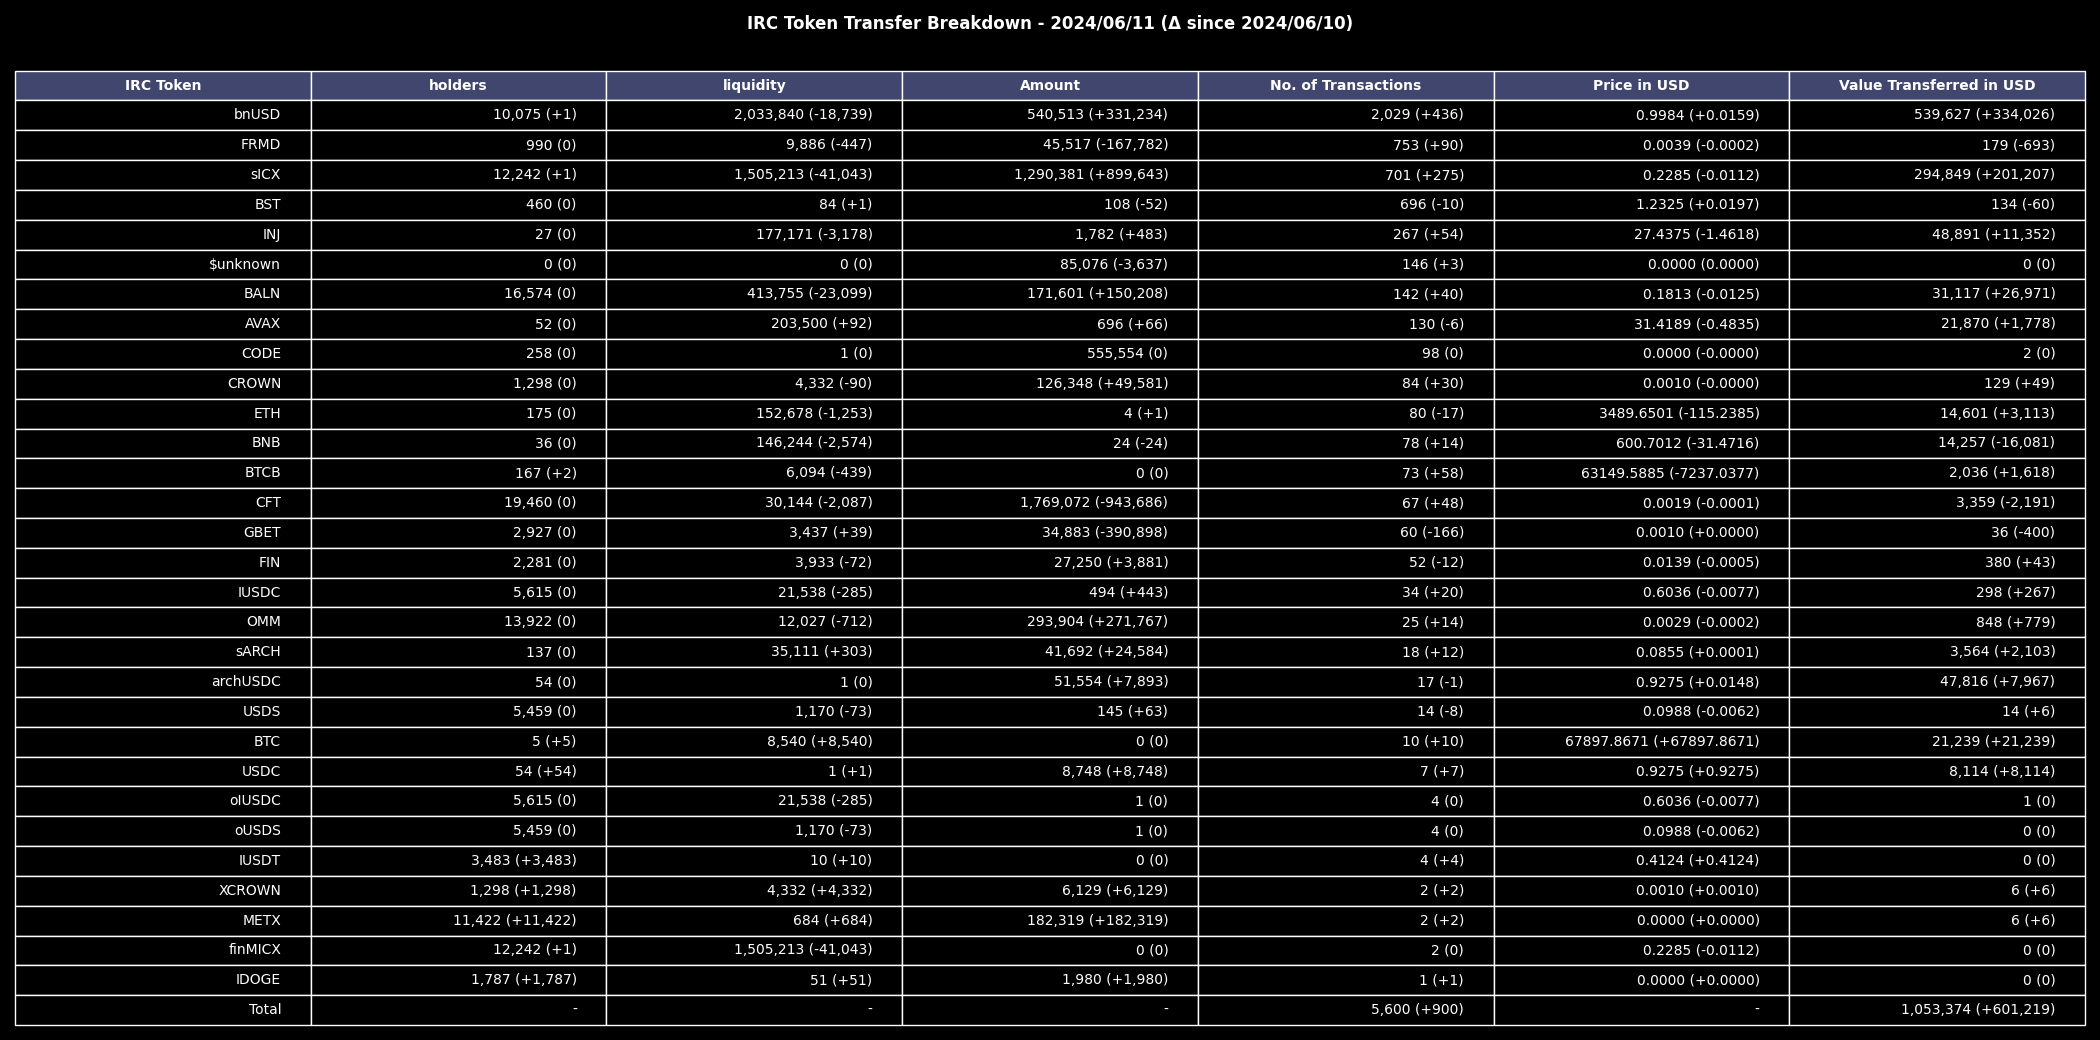 IRC Token Transfer Breakdown - 2024/06/11 (Δ since 2024/06/10)
IRC Token holders liquidity Amount No. of Transactions Price in USD Value Transferred in USD
bnUSD 10,075 (+1) 2,033,840 (-18,739) 540,513 (+331,234) 2,029 (+436) 0.9984 (+0.0159) 539,627 (+334,026)
FRMD 990 (0) 9,886 (-447) 45,517 (-167,782) 753 (+90) 0.0039 (-0.0002) 179 (-693)
sICX 12,242 (+1) 1,505,213 (-41,043) 1,290,381 (+899,643) 701 (+275) 0.2285 (-0.0112) 294,849 (+201,207)
BST 460 (0) 84 (+1) 108 (-52) 696 (-10) 1.2325 (+0.0197) 134 (-60)
INJ 27 (0) 177,171 (-3,178) 1,782 (+483) 267 (+54) 27.4375 (-1.4618) 48,891 (+11,352)
$unknown 0 (0) 0 (0) 85,076 (-3,637) 146 (+3) 0.0000 (0.0000) 0 (0)
BALN 16,574 (0) 413,755 (-23,099) 171,601 (+150,208) 142 (+40) 0.1813 (-0.0125) 31,117 (+26,971)
AVAX 52 (0) 203,500 (+92) 696 (+66) 130 (-6) 31.4189 (-0.4835) 21,870 (+1,778)
CODE 258 (0) 1 (0) 555,554 (0) 98 (0) 0.0000 (-0.0000) 2 (0)
CROWN 1,298 (0) 4,332 (-90) 126,348 (+49,581) 84 (+30) 0.0010 (-0.0000) 129 (+49)
ETH 175 (0) 152,678 (-1,253) 4 (+1) 80 (-17) 3489.6501 (-115.2385) 14,601 (+3,113)
BNB 36 (0) 146,244 (-2,574) 24 (-24) 78 (+14) 600.7012 (-31.4716) 14,257 (-16,081)
BTCB 167 (+2) 6,094 (-439) 0 (0) 73 (+58) 63149.5885 (-7237.0377) 2,036 (+1,618)
CFT 19,460 (0) 30,144 (-2,087) 1,769,072 (-943,686) 67 (+48) 0.0019 (-0.0001) 3,359 (-2,191)
GBET 2,927 (0) 3,437 (+39) 34,883 (-390,898) 60 (-166) 0.0010 (+0.0000) 36 (-400)
FIN 2,281 (0) 3,933 (-72) 27,250 (+3,881) 52 (-12) 0.0139 (-0.0005) 380 (+43)
IUSDC 5,615 (0) 21,538 (-285) 494 (+443) 34 (+20) 0.6036 (-0.0077) 298 (+267)
OMM 13,922 (0) 12,027 (-712) 293,904 (+271,767) 25 (+14) 0.0029 (-0.0002) 848 (+779)
sARCH 137 (0) 35,111 (+303) 41,692 (+24,584) 18 (+12) 0.0855 (+0.0001) 3,564 (+2,103)
archUSDC 54 (0) 1 (0) 51,554 (+7,893) 17 (-1) 0.9275 (+0.0148) 47,816 (+7,967)
USDS 5,459 (0) 1,170 (-73) 145 (+63) 14 (-8) 0.0988 (-0.0062) 14 (+6)
BTC 5 (+5) 8,540 (+8,540) 0 (0) 10 (+10) 67897.8671 (+67897.8671) 21,239 (+21,239)
USDC 54 (+54) 1 (+1) 8,748 (+8,748) 7 (+7) 0.9275 (+0.9275) 8,114 (+8,114)
oIUSDC 5,615 (0) 21,538 (-285) 1 (0) 4 (0) 0.6036 (-0.0077) 1 (0)
oUSDS 5,459 (0) 1,170 (-73) 1 (0) 4 (0) 0.0988 (-0.0062) 0 (0)
IUSDT 3,483 (+3,483) 10 (+10) 0 (0) 4 (+4) 0.4124 (+0.4124) 0 (0)
XCROWN 1,298 (+1,298) 4,332 (+4,332) 6,129 (+6,129) 2 (+2) 0.0010 (+0.0010) 6 (+6)
METX 11,422 (+11,422) 684 (+684) 182,319 (+182,319) 2 (+2) 0.0000 (+0.0000) 6 (+6)
finMICX 12,242 (+1) 1,505,213 (-41,043) 0 (0) 2 (0) 0.2285 (-0.0112) 0 (0)
IDOGE 1,787 (+1,787) 51 (+51) 1,980 (+1,980) 1 (+1) 0.0000 (+0.0000) 0 (0)
Total - - - 5,600 (+900) - 1,053,374 (+601,219)